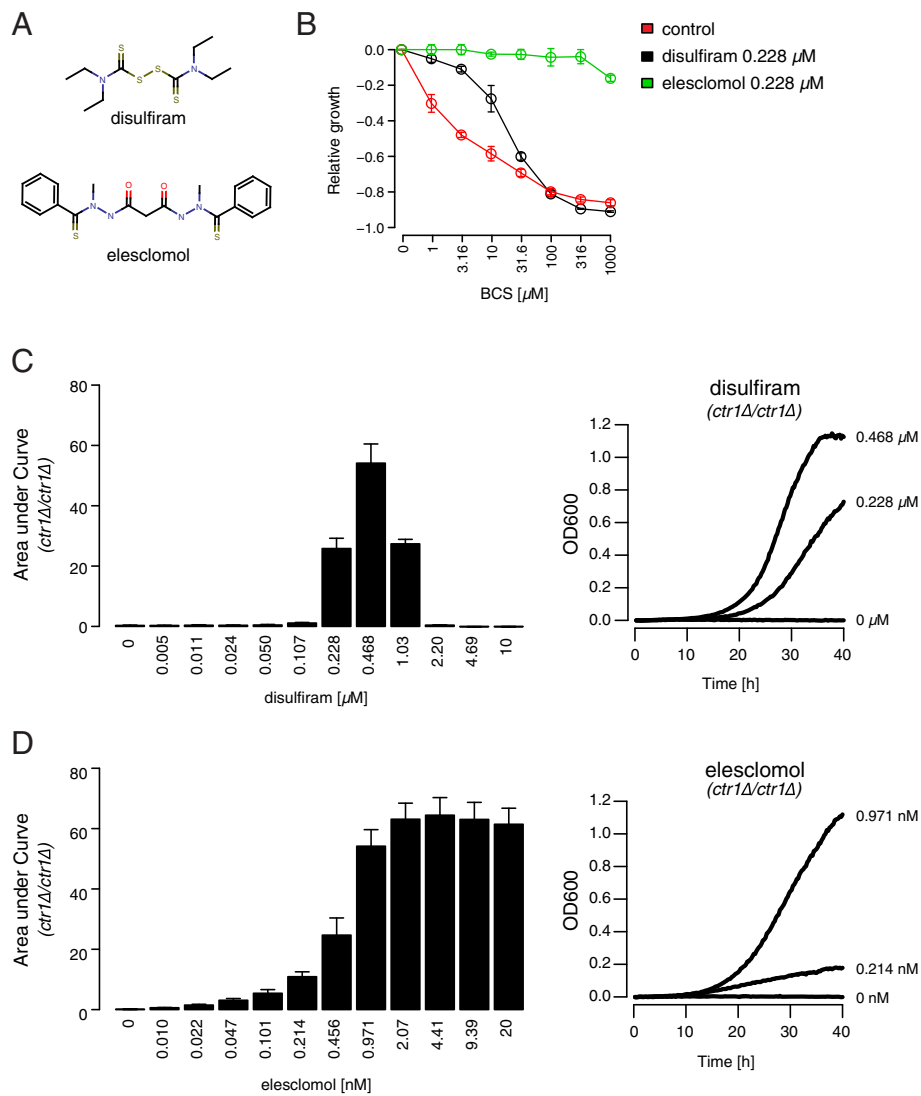 A
S
N
S
S
N
S
disulfiram
O
O
N
N
N
N
S
S
elesclomol
B
control
disulfiram 0.228 µM
elesclomol 0.228 µM
Relative growth
0.0
−0.2
−0.4
−0.6
−0.8
−1.0
0
1
3.16
10
31.6
100
316
1000
BCS [µM]
C
Area under Curve
(ctr1Δ/ctr1Δ)
80
60
40
20
0
0
0.005
0.011
0.024
0.050
0.107
0.228
0.468
1.03
2.20
4.69
10
disulfiram [µM]
disulfiram
(ctr1Δ/ctr1Δ)
OD600
1.2
1.0
0.8
0.6
0.4
0.2
0.0
0.468 µM
0.228 µM
0 µM
0
10
20
30
40
Time [h]
D
Area under Curve
(ctr1Δ/ctr1Δ)
80
60
40
20
0
0
0.010
0.022
0.047
0.101
0.214
0.456
0.971
2.07
4.41
9.39
20
elesclomol [nM]
elesclomol
(ctr1Δ/ctr1Δ)
OD600
1.2
1.0
0.8
0.6
0.4
0.2
0.0
0.971 nM
0.214 nM
0 nM
0
10
20
30
40
Time [h]